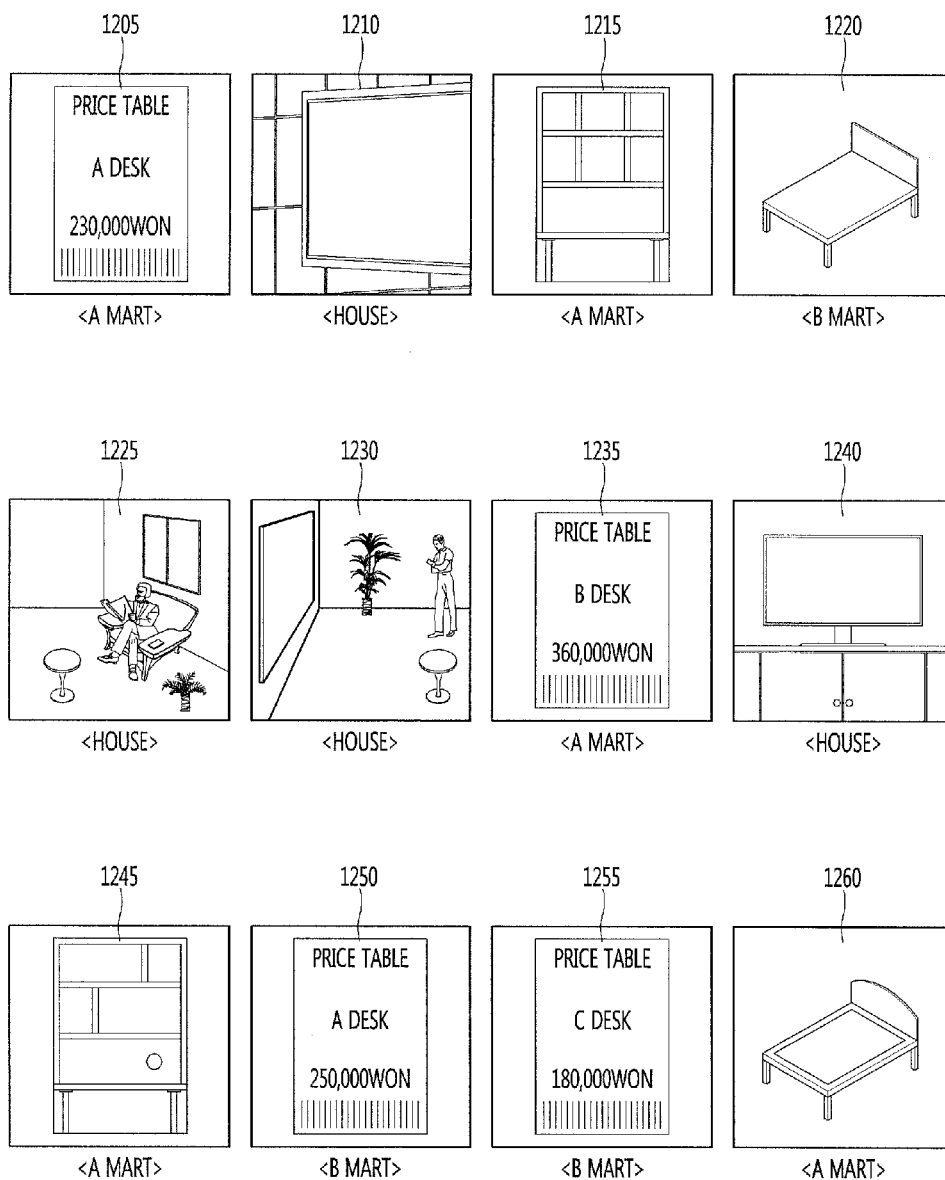 1205 1210 1215 1220
PRICE TABLE
A DESK
230,000WON
<A MART> <HOUSE> <A MART> <B MART>
1225 1230 1235 1240
PRICE TABLE
B DESK
360,000WON
<HOUSE> <HOUSE> <A MART> <HOUSE>
1245 1250 1255 1260
PRICE TABLE PRICE TABLE
A DESK C DESK
250,000WON 180,000WON
<A MART> <B MART> <B MART> <A MART>